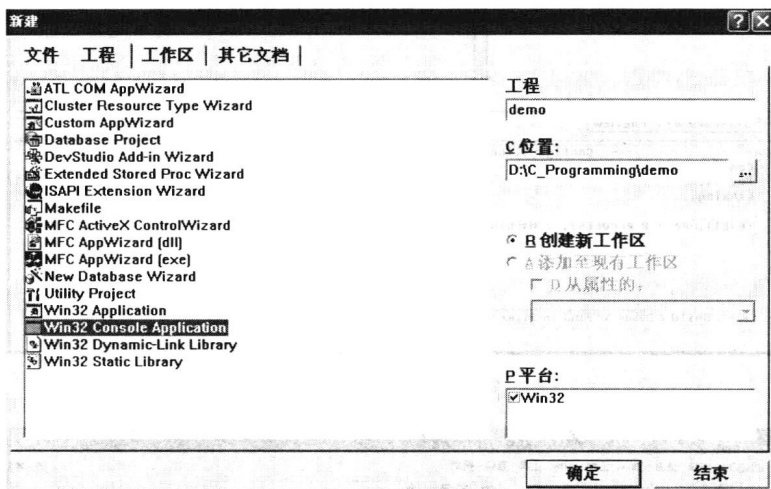 新建
文件 工程 工作区 其它文档
ATL COM AppWizard
Cluster Resource Type Wizard
Custom AppWizard
Database Project
DevStudio Add-in Wizard
Extended Stored Proc Wizard
ISAPI Extension Wizard
Makefile
MFC ActiveX ControlWizard
MFC AppWizard (dll)
MFC AppWizard (exe)
New Database Wizard
Utility Project
Win32 Application
Win32 Console Application
Win32 Dynamic-Link Library
Win32 Static Library
工程
demo
C 位置:
D:\C_Programming\demo
...
R 创建新工作区
A 添加至现有工作区
D 从属性的:
P 平台:
Win32
确定
结束